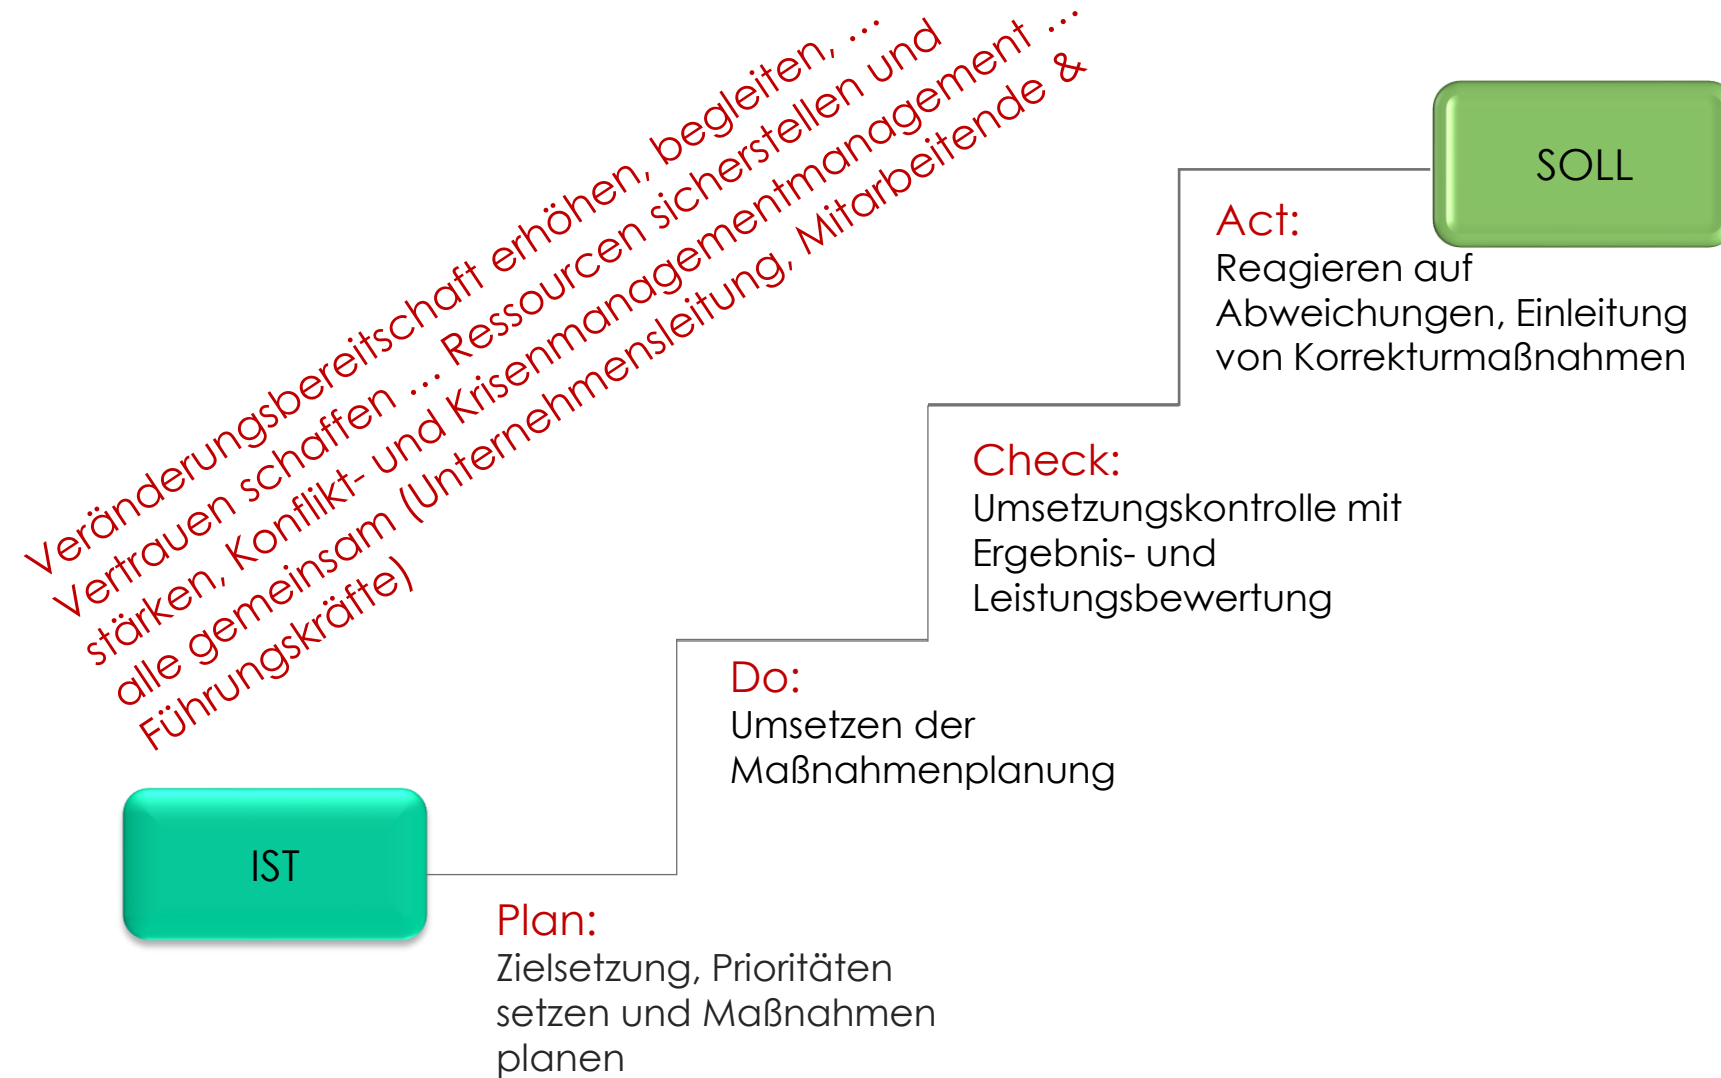 Veränderungsbereitschaft erhöhen, begleiten, …
Vertrauen schaffen … Ressourcen sicherstellen und
stärken, Konflikt- und Krisenmanagementmanagement …
alle gemeinsam (Unternehmensleitung, Mitarbeitende &
Führungskräfte)
SOLL
Act:
Reagieren auf
Abweichungen, Einleitung
von Korrekturmaßnahmen
Check:
Umsetzungskontrolle mit
Ergebnis- und
Leistungsbewertung
Do:
Umsetzen der
Maßnahmenplanung
IST
Plan:
Zielsetzung, Prioritäten
setzen und Maßnahmen
planen